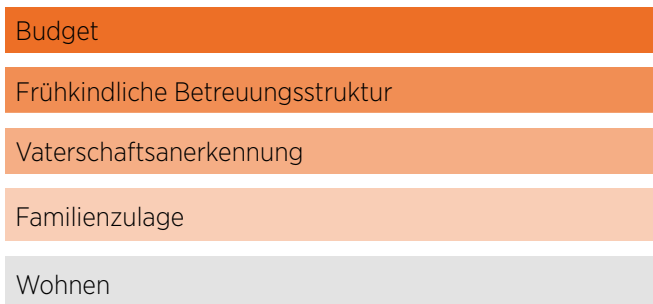 Budget
Frühkindliche Betreuungsstruktur
Vaterschaftsanerkennung
Familienzulage
Wohnen